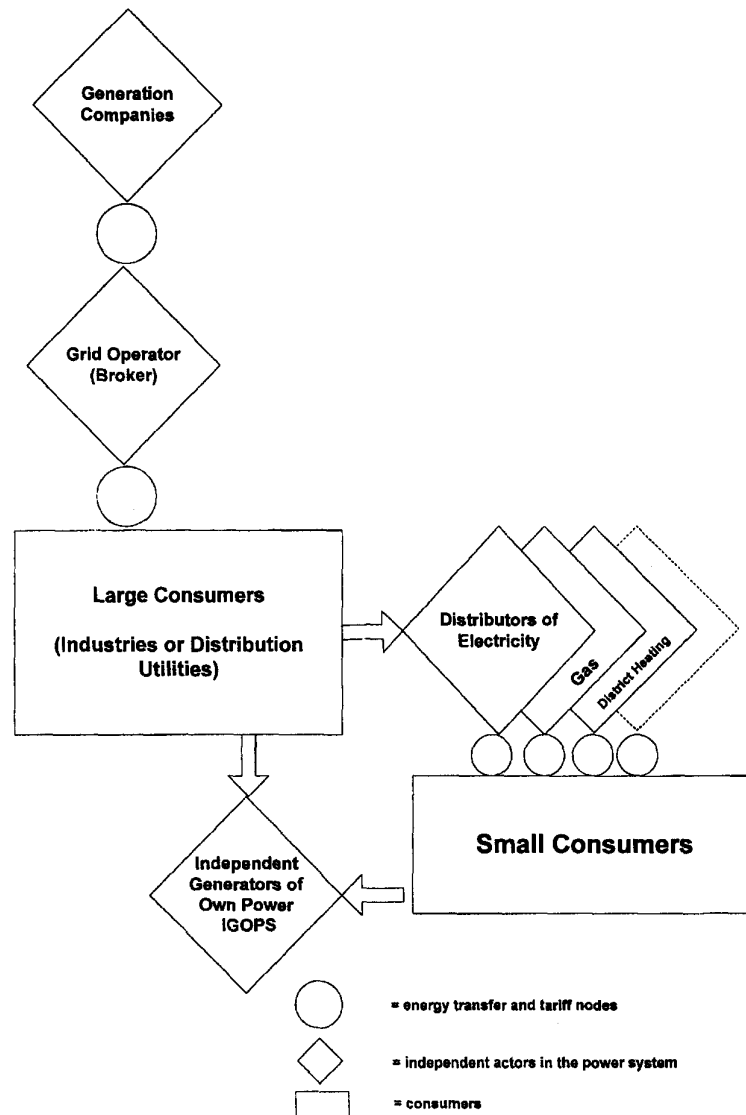 Generation
Companies
Grid Operator
(Broker)
Large Consumers
(Industries or Distribution
Utilities)
Distributors of
Electricity
Gas
District Heating
Small Consumers
Independent
Generators of
Own Power
IGOPS
= energy transfer and tariff nodes
= independent actors in the power system
= consumers